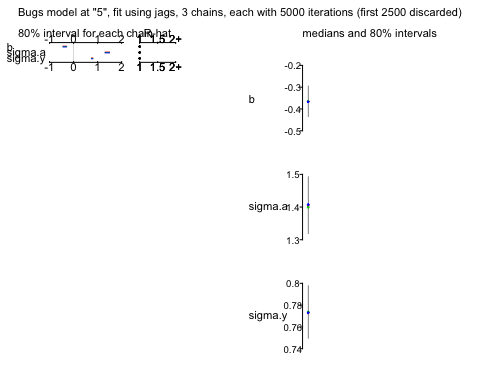 Bugs model at "5", fit using jags, 3 chains, each with 5000 iterations (first 2500 discarded)
80% interval for each chain R-hat
medians and 80% intervals
-1 0 1 2 1 1.5 2+
b
sigma.a
sigma.y
-1 0 1 2 1 1.5 2+
b
-0.2
-0.3
-0.4
-0.5
sigma.a
1.5
1.4
1.3
sigma.y
0.8
0.78
0.76
0.74